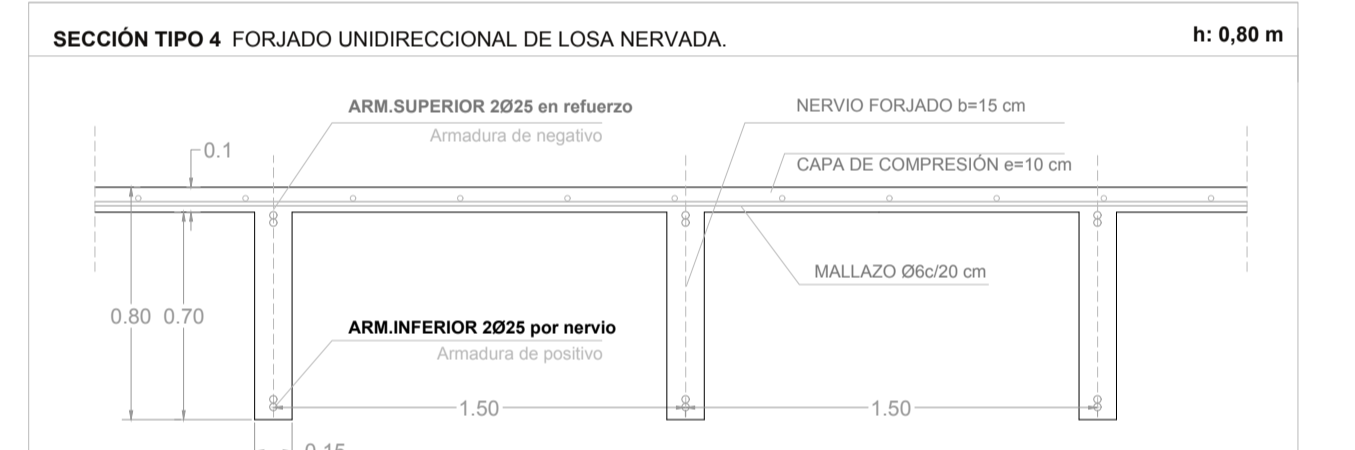 SECCIÓN TIPO 4 FORJADO UNIDIRECCIONAL DE LOSA NERVADA.
h: 0,80 m
ARM.SUPERIOR 2Ø25 en refuerzo
Armadura de negativo
NERVIO FORJADO b=15 cm
0.1
CAPA DE COMPRESIÓN e=10 cm
MALLAZO Ø6c/20 cm
0.80
0.70
ARM.INFERIOR 2Ø25 por nervio
Armadura de positivo
1.50
1.50
0.15